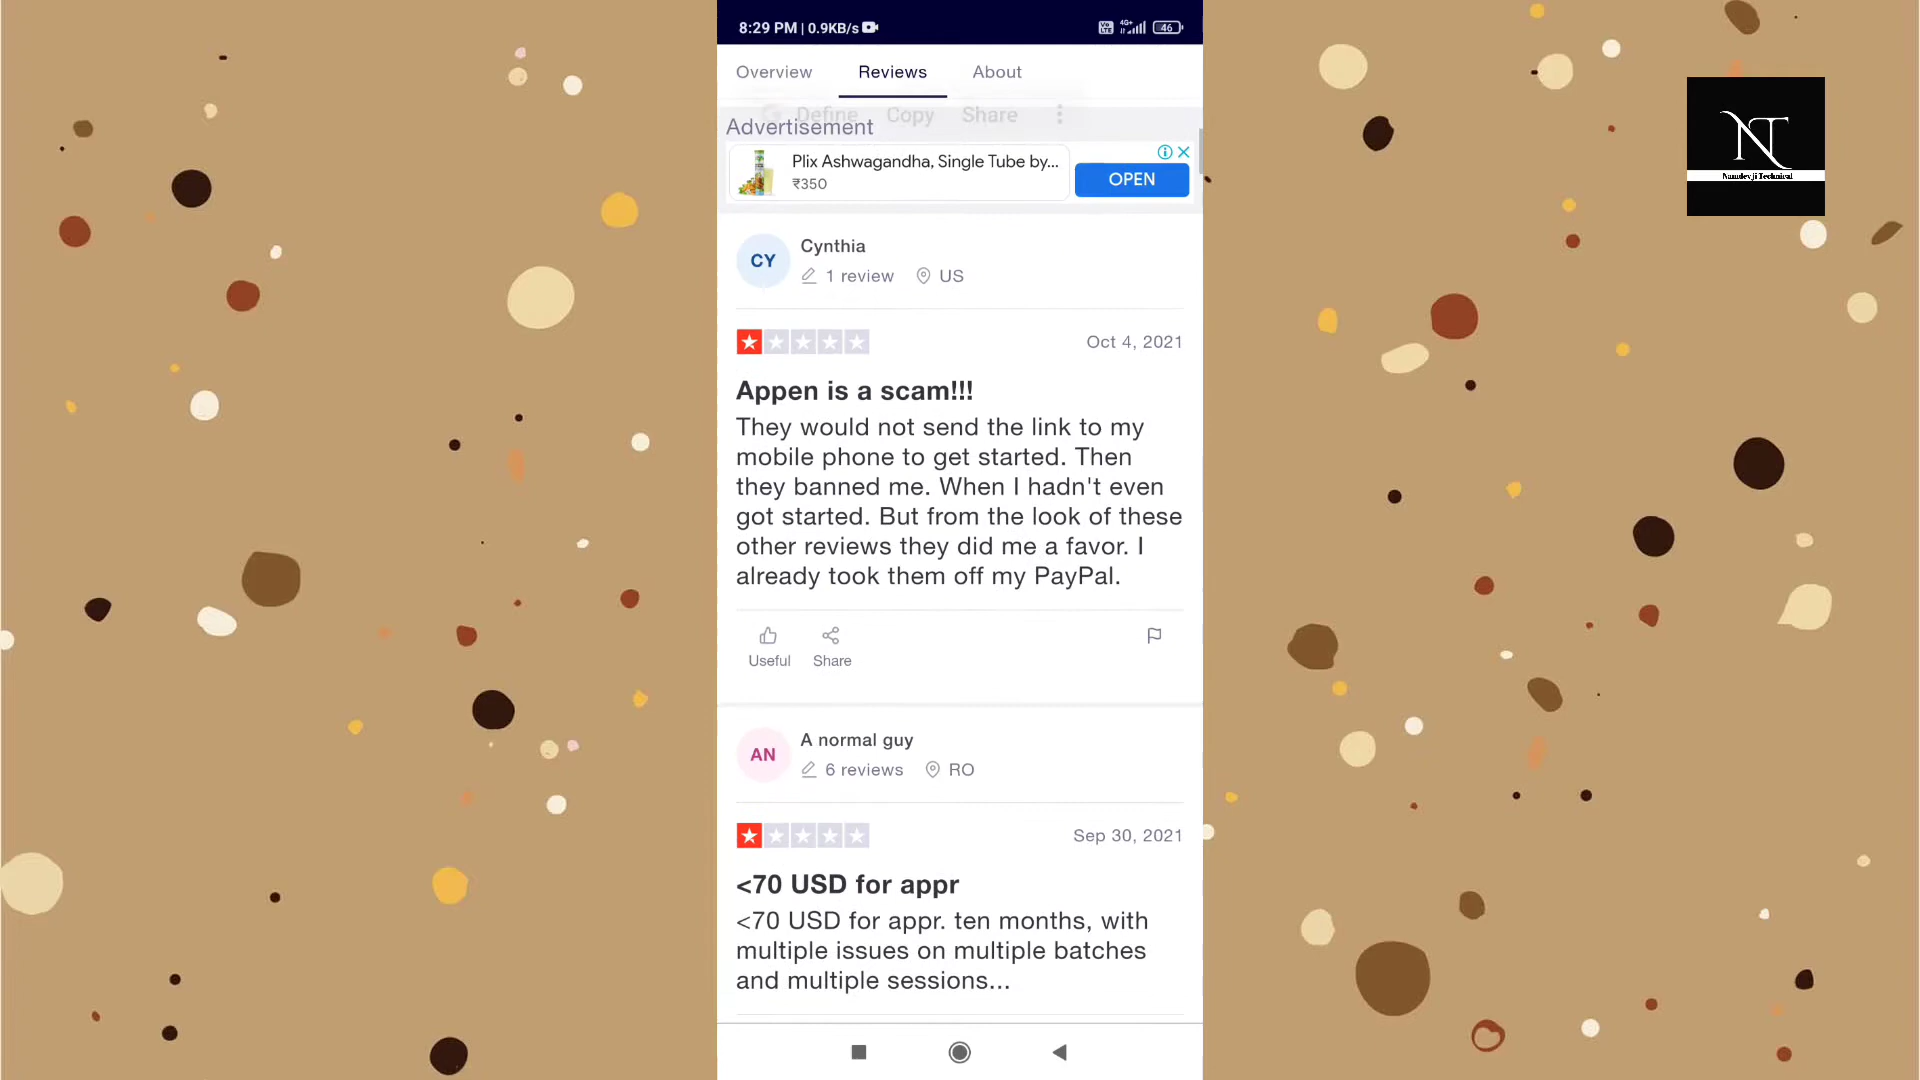 8:29 PM | 0.9KB/s
4G+
46
Overview
Reviews
About
Define
Copy
Share
Advertisement
Plix Ashwagandha, Single Tube by...
₹350
OPEN
NT
Namdev ji Technical
CY
Cynthia
1 review
US
Oct 4, 2021
Appen is a scam!!!
They would not send the link to my
mobile phone to get started. Then
they banned me. When I hadn't even
got started. But from the look of these
other reviews they did me a favor. I
already took them off my PayPal.
Useful
Share
AN
A normal guy
6 reviews
RO
Sep 30, 2021
<70 USD for appr
<70 USD for appr. ten months, with
multiple issues on multiple batches
and multiple sessions...